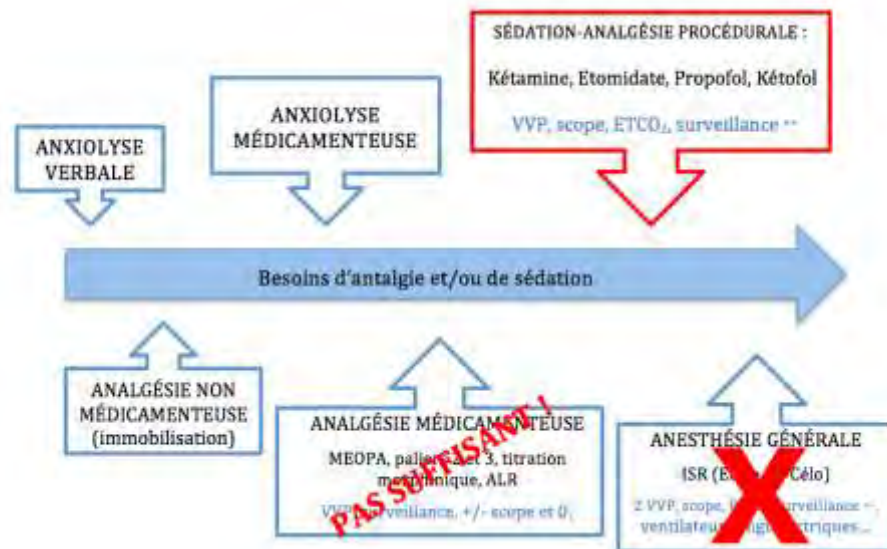 SÉDATION-ANALGÉSIE PROCÉDURALE :
Kétamine, Etomidate, Propofol, Kétofol
VVP, scope, ETCO₂, surveillance
ANXIOLYSE
MÉDICAMENTEUSE
ANXIOLYSE
VERBALE
Besoins d'antalgie et/ou de sédation
ANALGÉSIE NON
MÉDICAMENTEUSE
(immobilisation)
ANALGÉSIE MÉDICAMENTEUSE
MEOPA, paliers 2 et 3, titration
morphinique, ALR
VVP, surveillance, +/- scope et
PAS SUFFISANT !
ANESTHÉSIE GÉNÉRALE
ISR Célo)
2 VVP, scope, surveillance
ventilateur